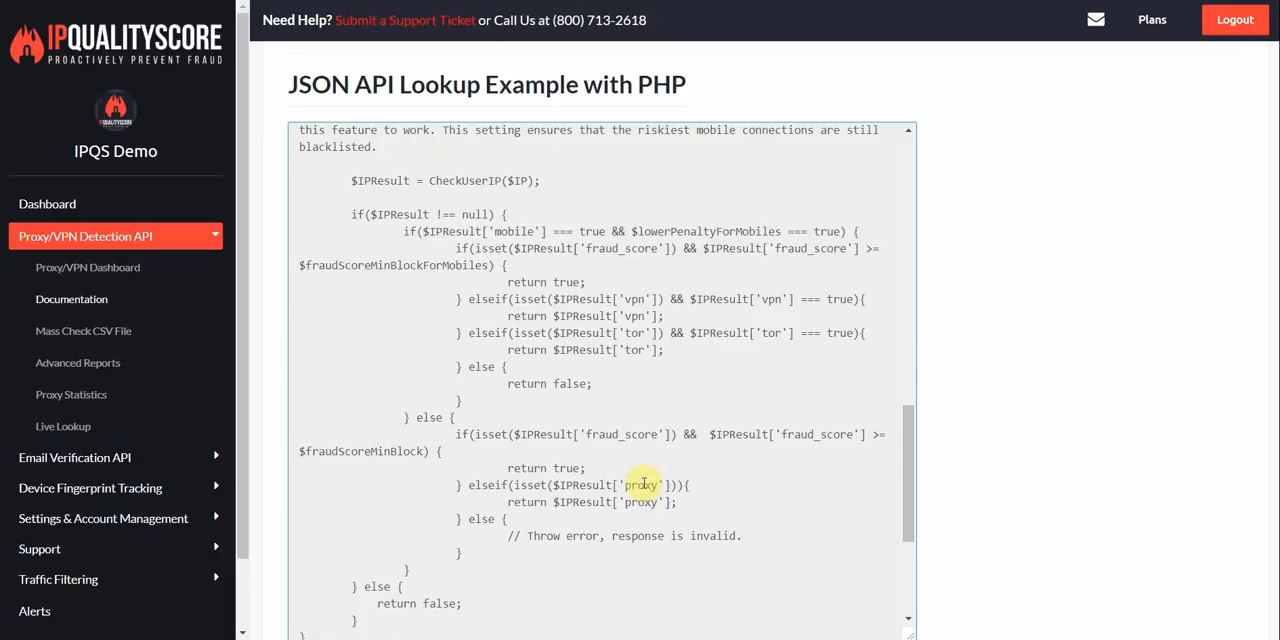 Need Help? Submit a Support Ticket or Call Us at (800) 713-2618
Plans
Logout
IPQUALITYSCORE
PROACTIVELY PREVENT FRAUD
IPQUALITYSCORE
IPQS Demo
Dashboard
Proxy/VPN Detection API
Proxy/VPN Dashboard
Documentation
Mass Check CSV File
Advanced Reports
Proxy Statistics
Live Lookup
Email Verification API
Device Fingerprint Tracking
Settings & Account Management
Support
Traffic Filtering
Alerts
JSON API Lookup Example with PHP
this feature to work. This setting ensures that the riskiest mobile connections are still
blacklisted.
$IPResult = CheckUserIP($IP);
if($IPResult !== null) {
if($IPResult['mobile'] === true && $lowerPenaltyForMobiles === true) {
if(isset($IPResult['fraud_score']) && $IPResult['fraud_score'] >=
$fraudScoreMinBlockForMobiles) {
return true;
} elseif(isset($IPResult['vpn']) && $IPResult['vpn'] === true){
return $IPResult['vpn'];
} elseif(isset($IPResult['tor']) && $IPResult['tor'] === true){
return $IPResult['tor'];
} else {
return false;
}
} else {
if(isset($IPResult['fraud_score']) &&  $IPResult['fraud_score'] >=
$fraudScoreMinBlock) {
return true;
} elseif(isset($IPResult['proxy'])){
return $IPResult['proxy'];
} else {
// Throw error, response is invalid.
}
}
} else {
return false;
}
}